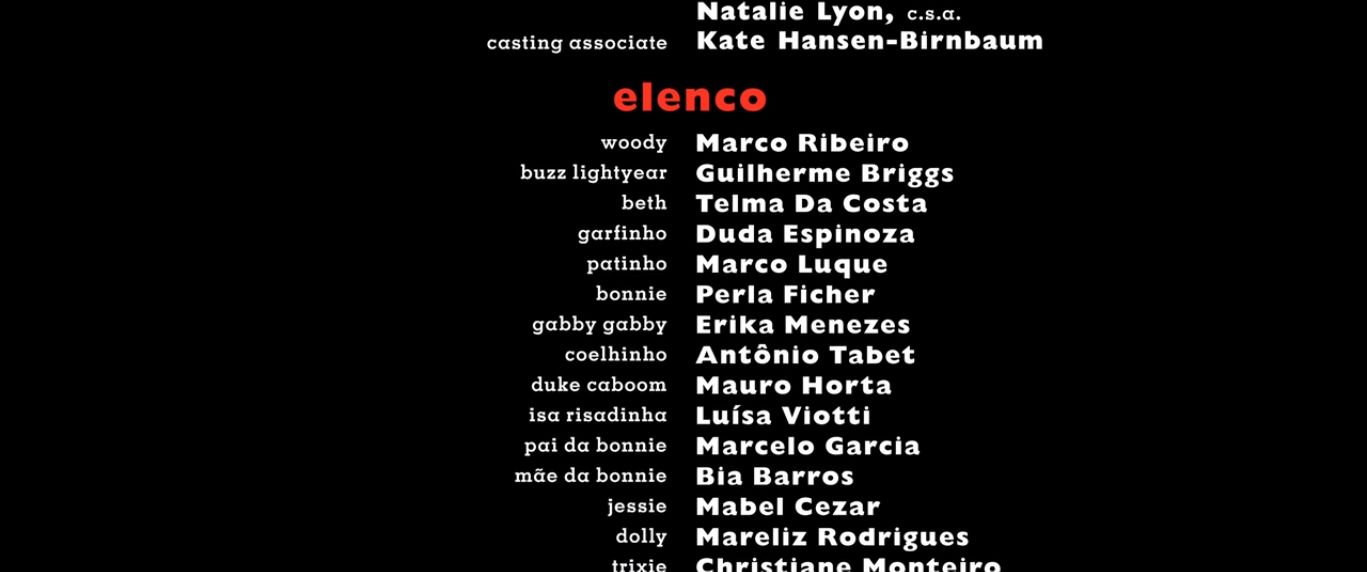 Natalie Lyon, c.s.a.
casting associate Kate Hansen-Birnbaum
elenco
woody Marco Ribeiro
buzz lightyear Guilherme Briggs
beth Telma Da Costa
garfinho Duda Espinoza
patinho Marco Luque
bonnie Perla Ficher
gabby gabby Erika Menezes
coelhinho Antônio Tabet
duke caboom Mauro Horta
isa risadinha Luísa Viotti
pai da bonnie Marcelo Garcia
mãe da bonnie Bia Barros
jessie Mabel Cezar
dolly Mareliz Rodrigues
trixie Christiane Monteiro